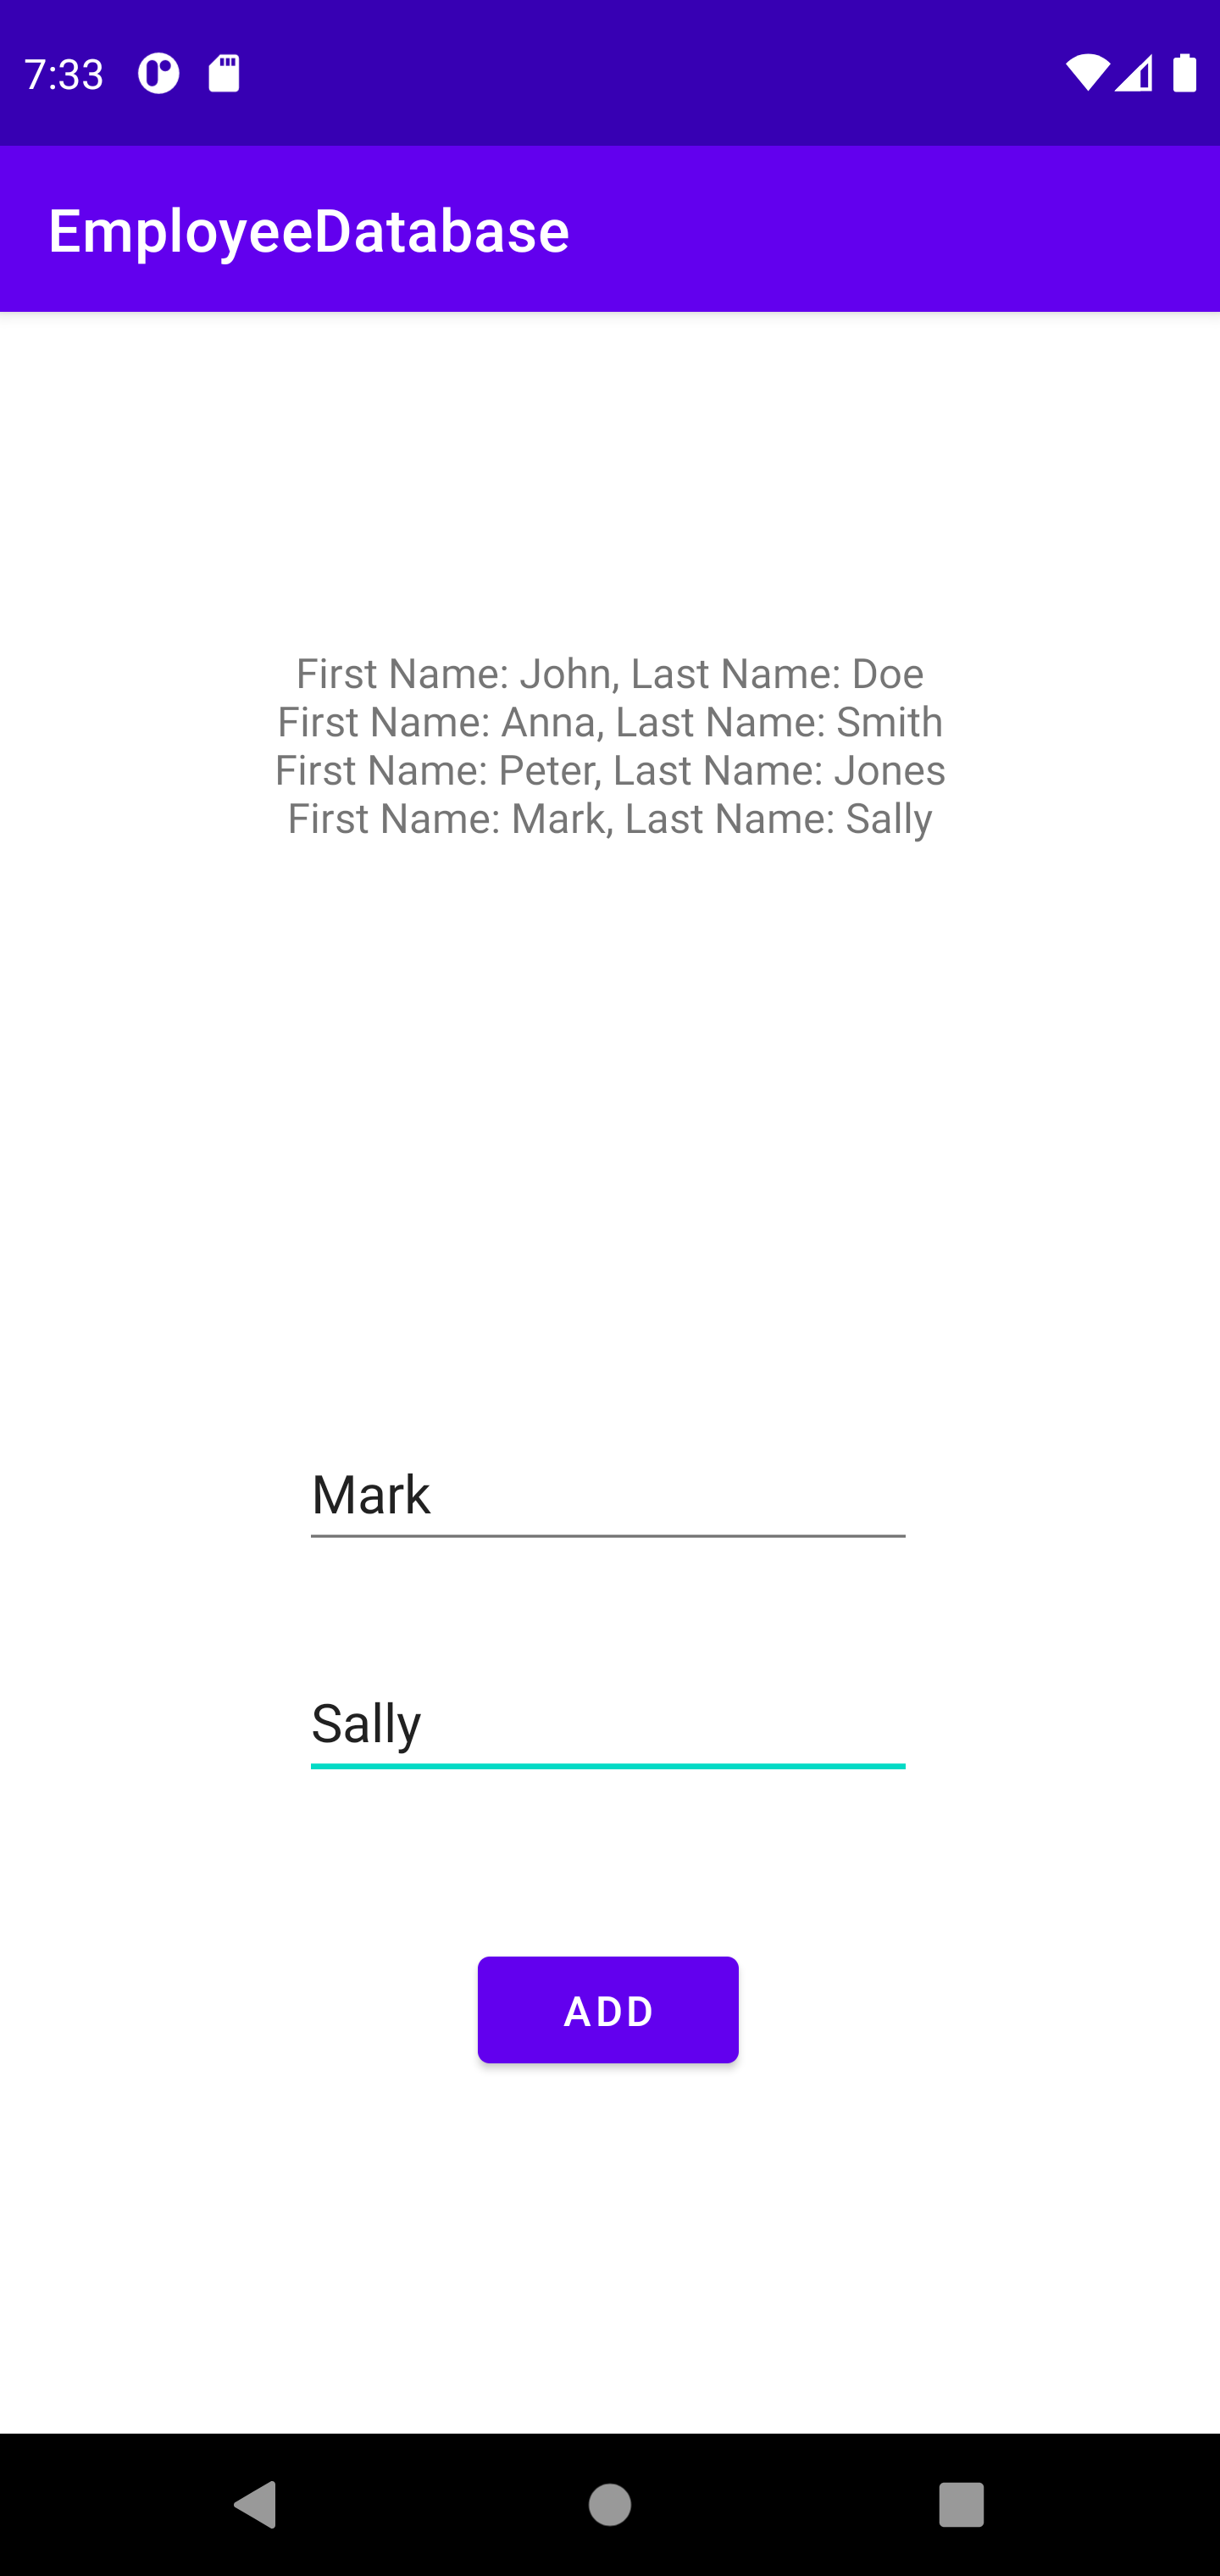 7:33
EmployeeDatabase
First Name: John, Last Name: Doe
First Name: Anna, Last Name: Smith
First Name: Peter, Last Name: Jones
First Name: Mark, Last Name: Sally
Mark
Sally
ADD